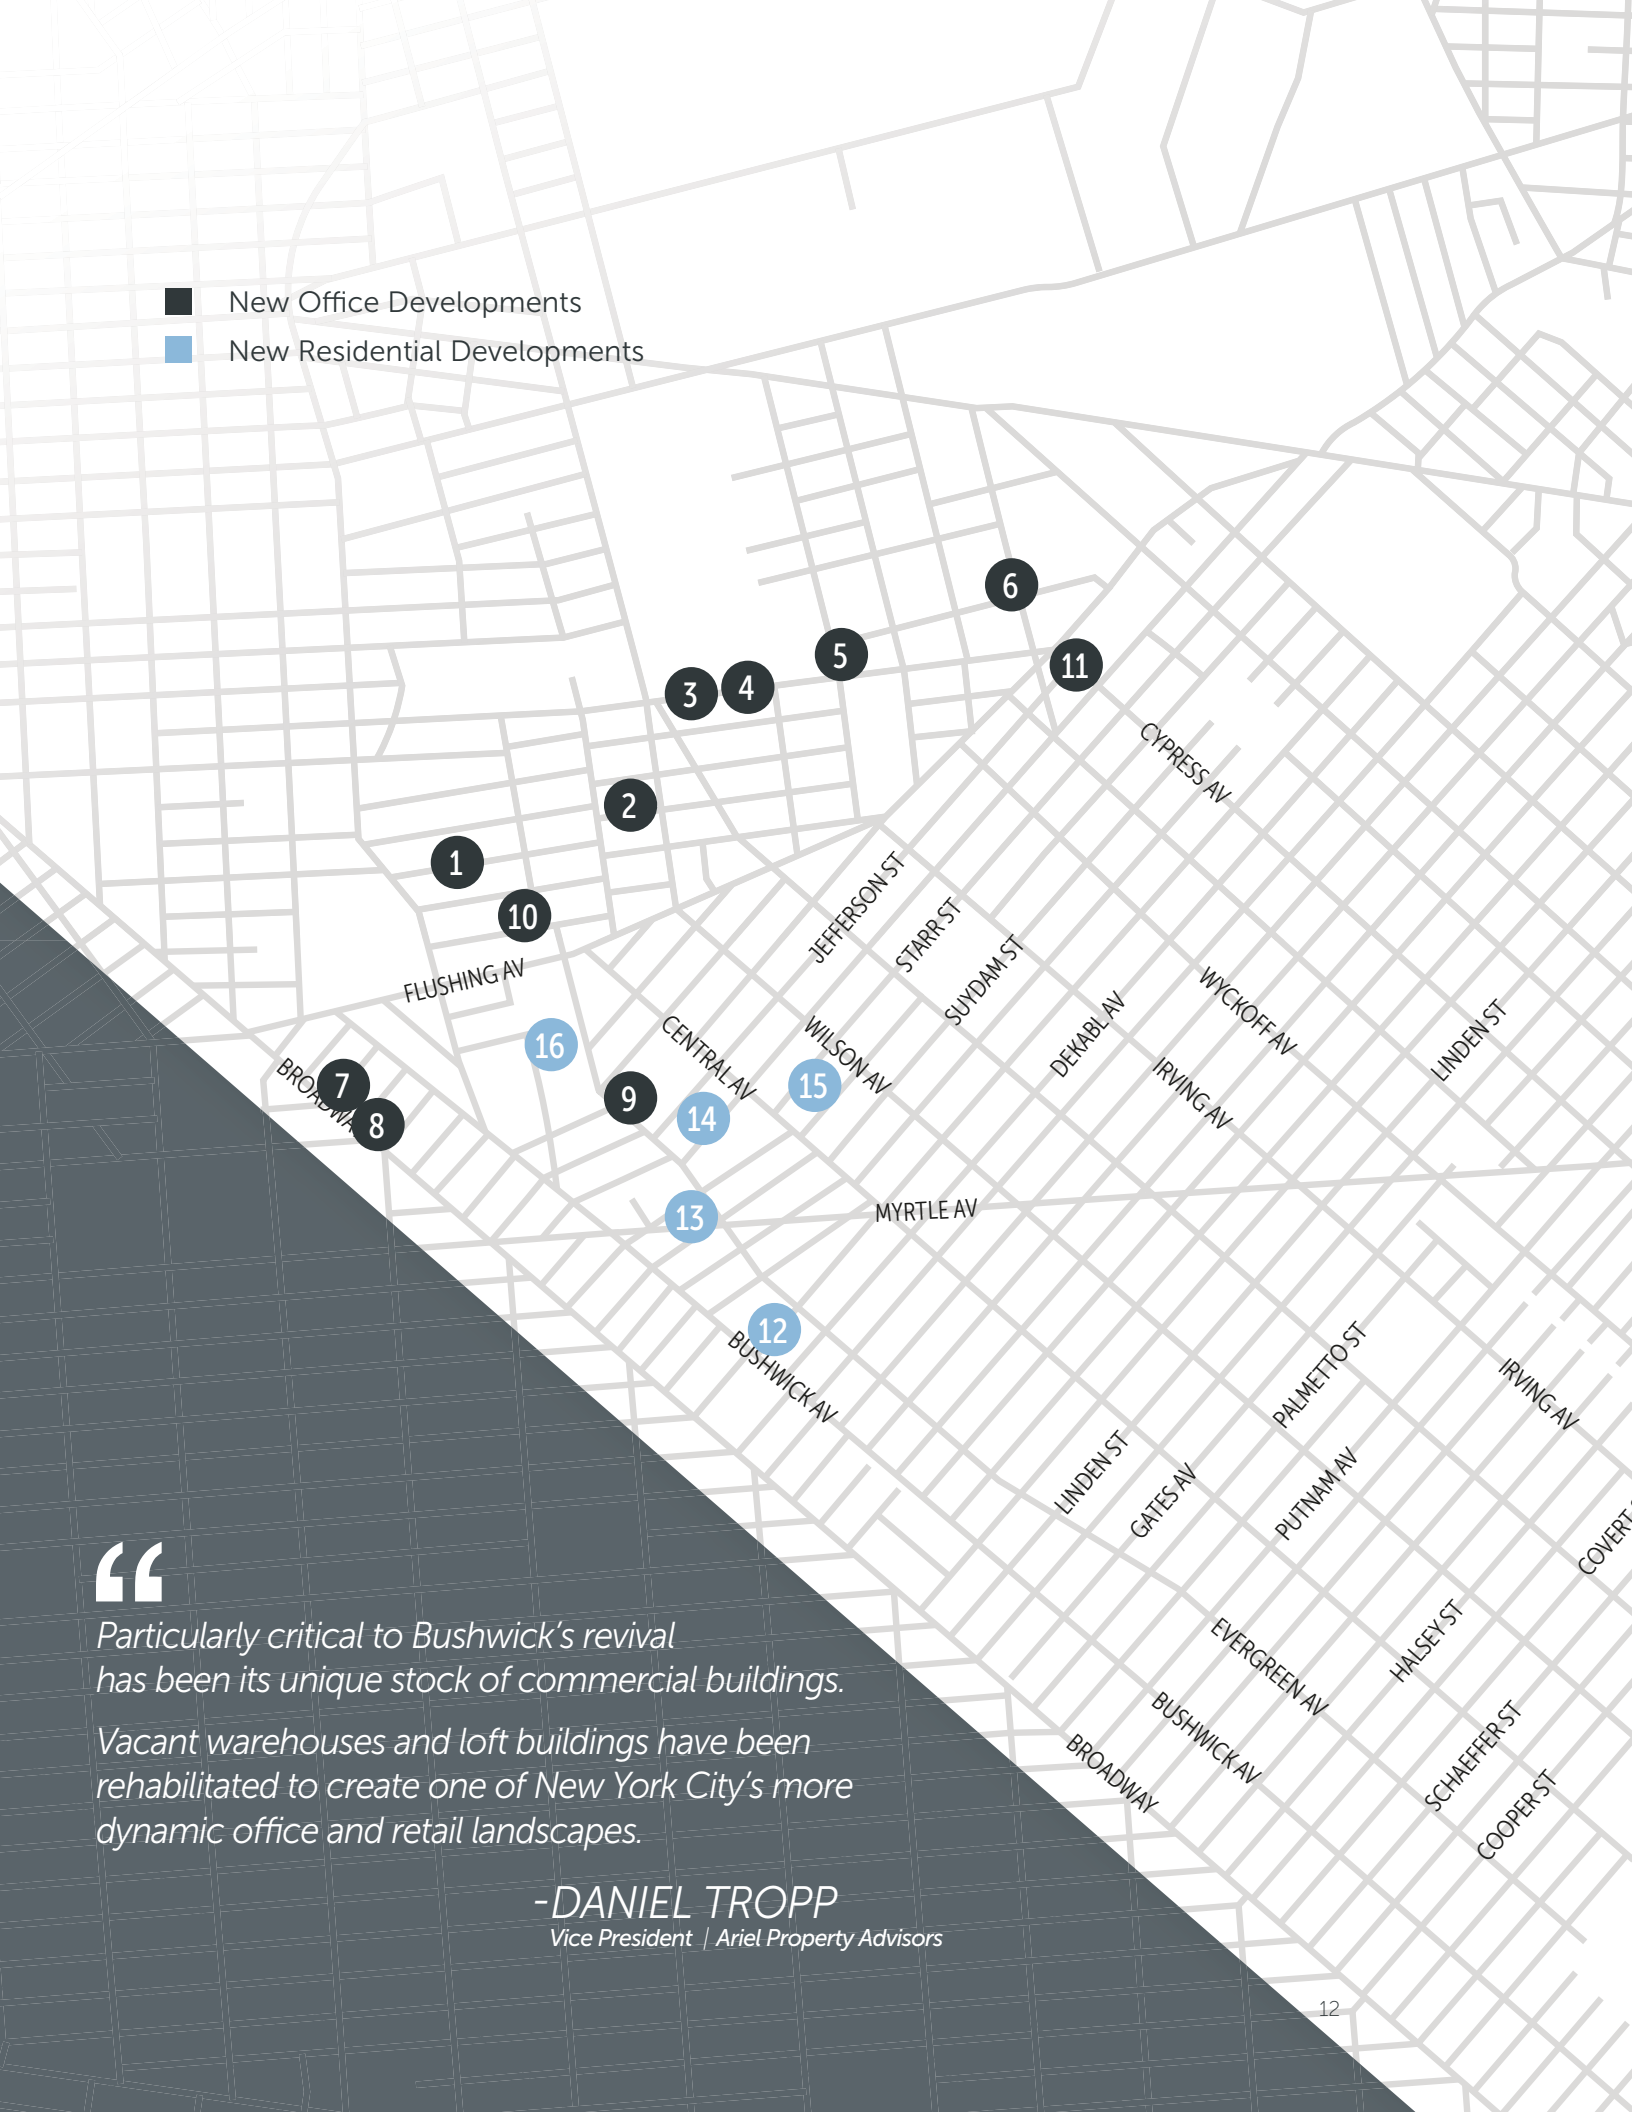 New Office Developments
New Residential Developments
6
11
5
4
3
CYPRESS AV
2
1
10
JEFFERSON ST
STARR ST
SUYDAM ST
FLUSHING AV
WYCKOFF AV
DEKABL AV
LINDEN ST
16
CENTRAL AV
WILSON AV
IRVING AV
BROADWA
7
8
9
14
15
MYRTLE AV
13
12
BUSHWICK AV
PALMETTO ST
IRVING AV
LINDEN ST
GATES AV
PUTNAM AV
COVERT
HALSEY ST
EVERGREEN AV
BUSHWICK AV
BROADWAY
SCHAEFFER ST
COOPER ST
“
Particularly critical to Bushwick’s revival
has been its unique stock of commercial buildings.
Vacant warehouses and loft buildings have been
rehabilitated to create one of New York City’s more
dynamic office and retail landscapes.
-DANIEL TROPP
Vice President | Ariel Property Advisors
12